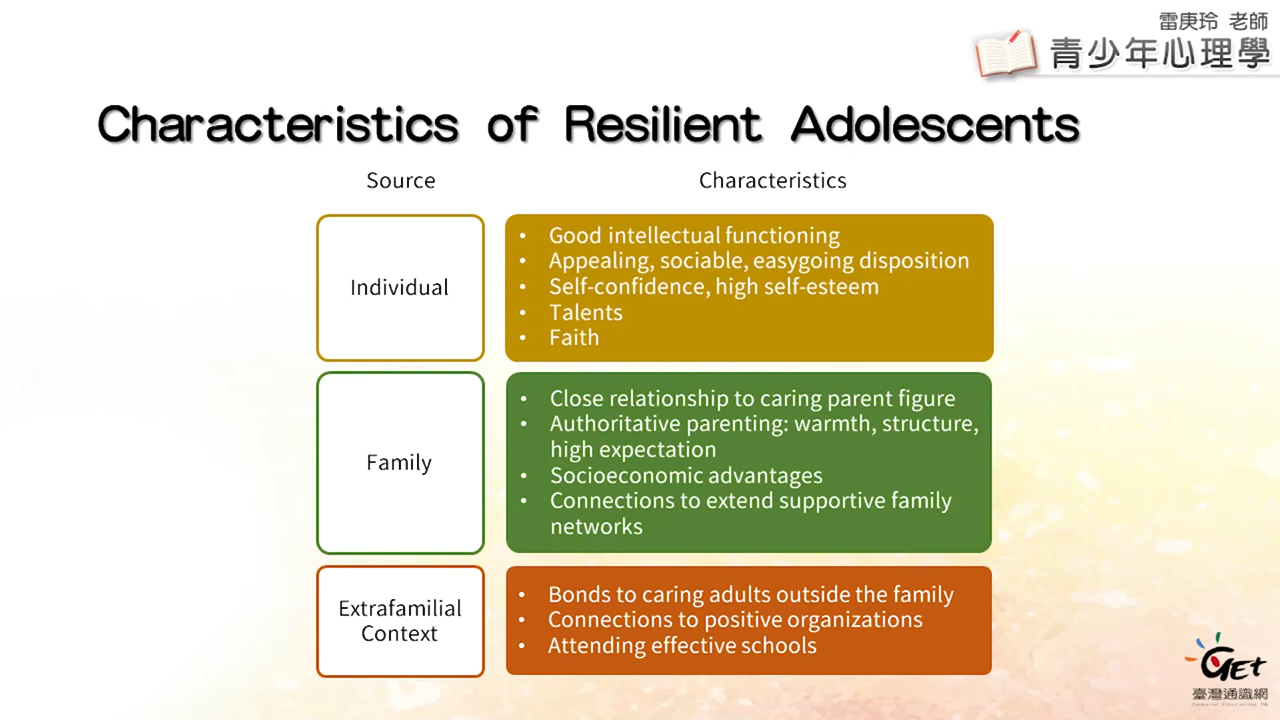 雷庚玲 老師
青少年心理學
Characteristics of Resilient Adolescents
Source
Characteristics
Individual
• Good intellectual functioning
• Appealing, sociable, easygoing disposition
• Self-confidence, high self-esteem
• Talents
• Faith
Family
• Close relationship to caring parent figure
• Authoritative parenting: warmth, structure,
high expectation
• Socioeconomic advantages
• Connections to extend supportive family
networks
Extrafamilial
Context
• Bonds to caring adults outside the family
• Connections to positive organizations
• Attending effective schools
GET
臺灣通識網